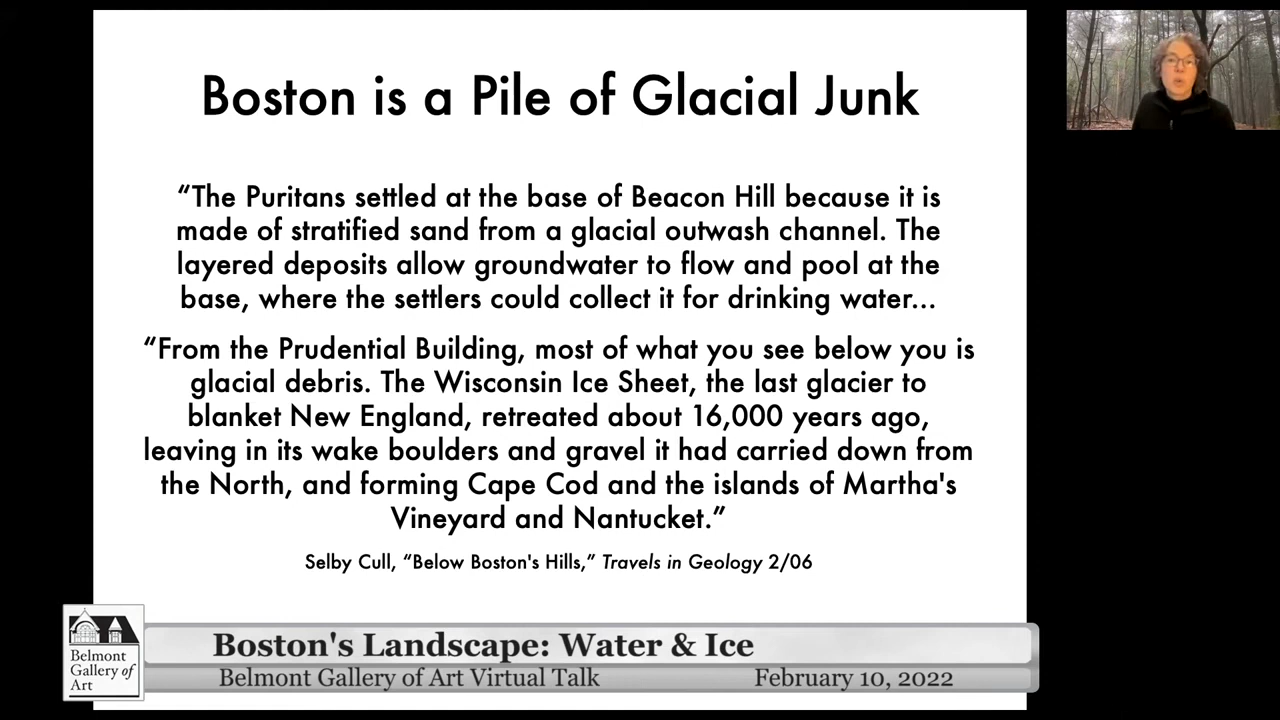 Boston is a Pile of Glacial Junk
“The Puritans settled at the base of Beacon Hill because it is
made of stratified sand from a glacial outwash channel. The
layered deposits allow groundwater to flow and pool at the
base, where the settlers could collect it for drinking water...
“From the Prudential Building, most of what you see below you is
glacial debris. The Wisconsin Ice Sheet, the last glacier to
blanket New England, retreated about 16,000 years ago,
leaving in its wake boulders and gravel it had carried down from
the North, and forming Cape Cod and the islands of Martha's
Vineyard and Nantucket.”
Selby Cull, “Below Boston's Hills,” Travels in Geology 2/06
Belmont
Gallery of
Art
Boston's Landscape: Water & Ice
Belmont Gallery of Art Virtual Talk February 10, 2022